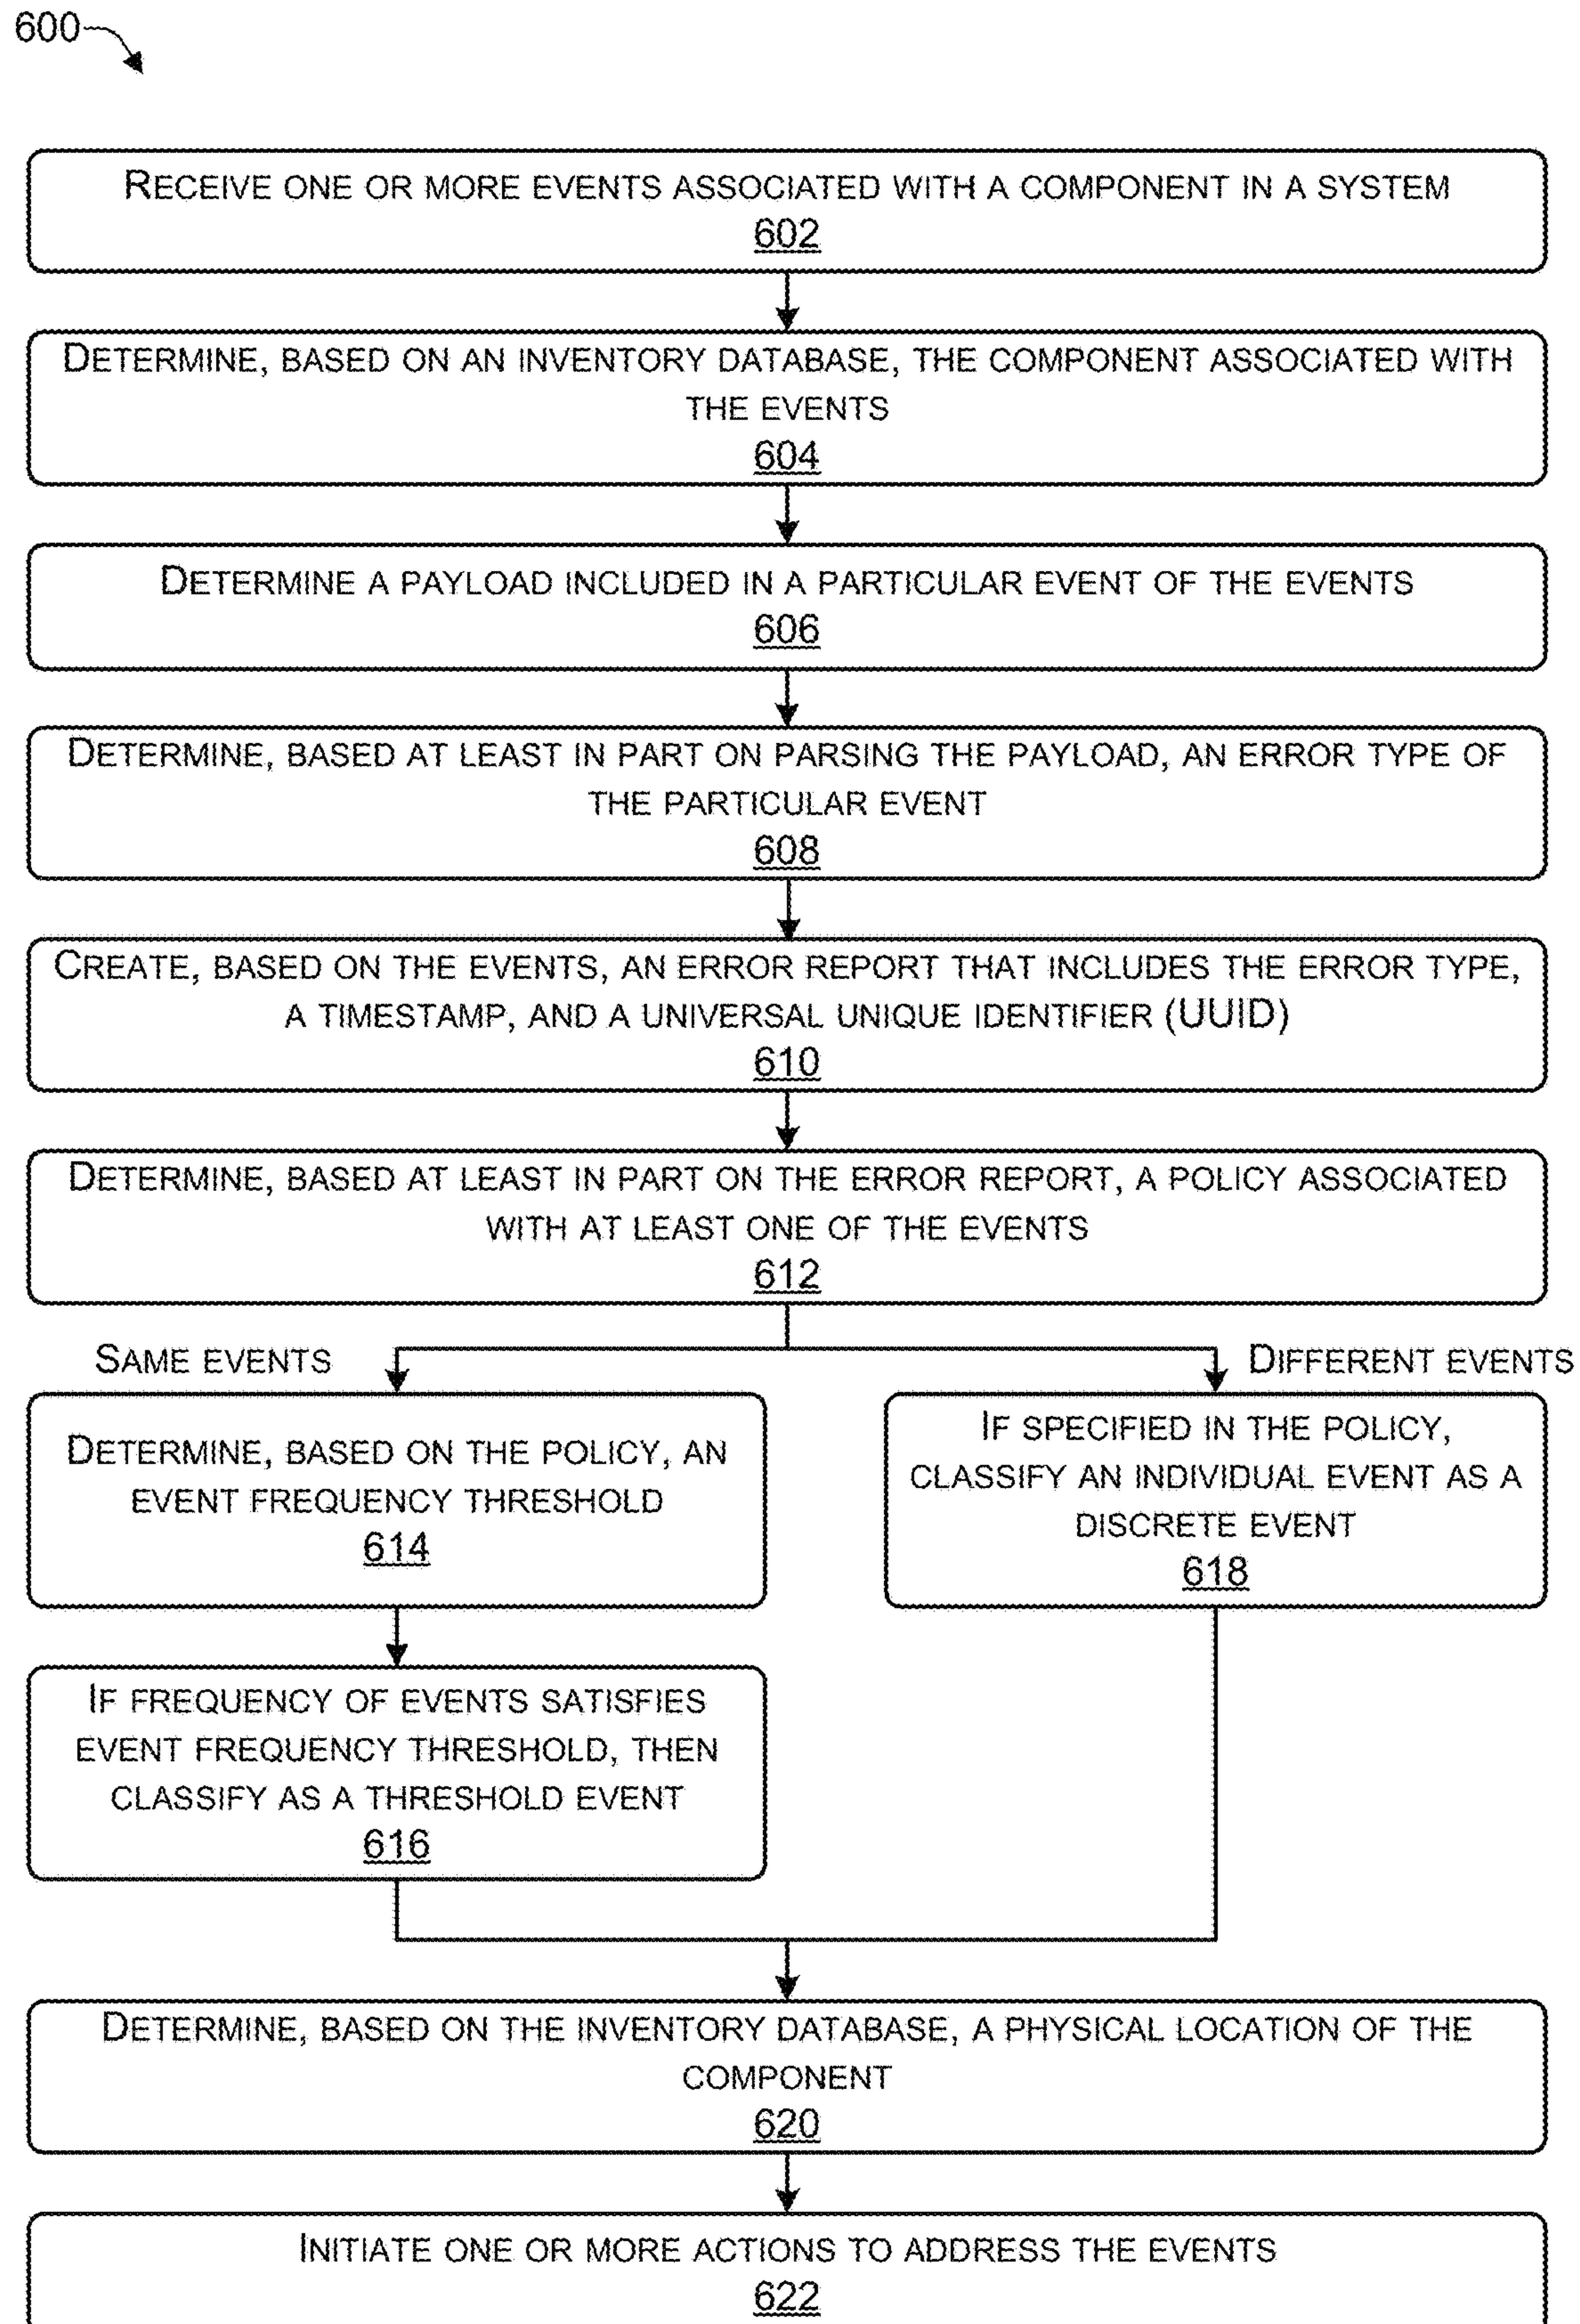 600
RECEIVE ONE OR MORE EVENTS ASSOCIATED WITH A COMPONENT IN A SYSTEM
602
DETERMINE, BASED ON AN INVENTORY DATABASE, THE COMPONENT ASSOCIATED WITH
THE EVENTS
604
DETERMINE A PAYLOAD INCLUDED IN A PARTICULAR EVENT OF THE EVENTS
606
DETERMINE, BASED AT LEAST IN PART ON PARSING THE PAYLOAD, AN ERROR TYPE OF
THE PARTICULAR EVENT
608
CREATE, BASED ON THE EVENTS, AN ERROR REPORT THAT INCLUDES THE ERROR TYPE,
A TIMESTAMP, AND A UNIVERSAL UNIQUE IDENTIFIER (UUID)
610
DETERMINE, BASED AT LEAST IN PART ON THE ERROR REPORT, A POLICY ASSOCIATED
WITH AT LEAST ONE OF THE EVENTS
612
SAME EVENTS
DETERMINE, BASED ON THE POLICY, AN
EVENT FREQUENCY THRESHOLD
614
IF FREQUENCY OF EVENTS SATISFIES
EVENT FREQUENCY THRESHOLD, THEN
CLASSIFY AS A THRESHOLD EVENT
616
DIFFERENT EVENTS
IF SPECIFIED IN THE POLICY,
CLASSIFY AN INDIVIDUAL EVENT AS A
DISCRETE EVENT
618
DETERMINE, BASED ON THE INVENTORY DATABASE, A PHYSICAL LOCATION OF THE
COMPONENT
620
INITIATE ONE OR MORE ACTIONS TO ADDRESS THE EVENTS
622